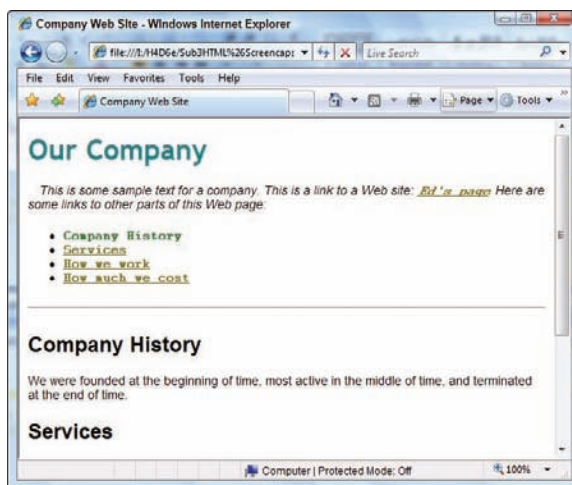 Company Web Site - Windows Internet Explorer
file:///I:/H4D6e/Sub3HTML%26Screencaps
Live Search
File Edit View Favorites Tools Help
Company Web Site
Page
Tools
Our Company
This is some sample text for a company. This is a link to a Web site: Ed's page Here are
some links to other parts of this Web page:
Company History
Services
How we work
How much we cost
Company History
We were founded at the beginning of time, most active in the middle of time, and terminated
at the end of time.
Services
Computer | Protected Mode: Off
100%